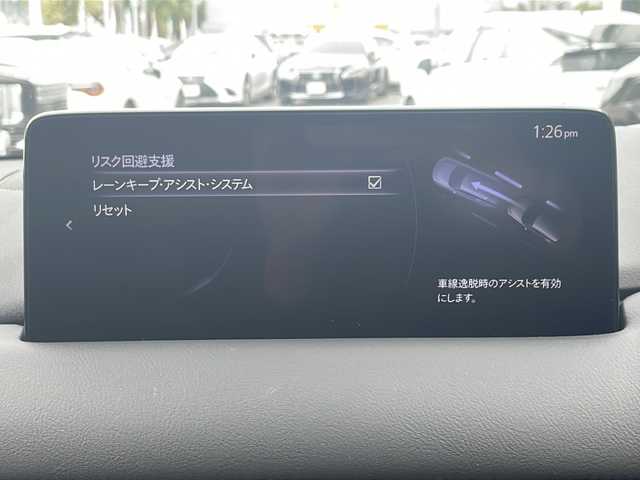 1:26pm
リスク回避支援
レーンキープ・アシスト・システム
リセット
車線逸脱時のアシストを有効
にします。